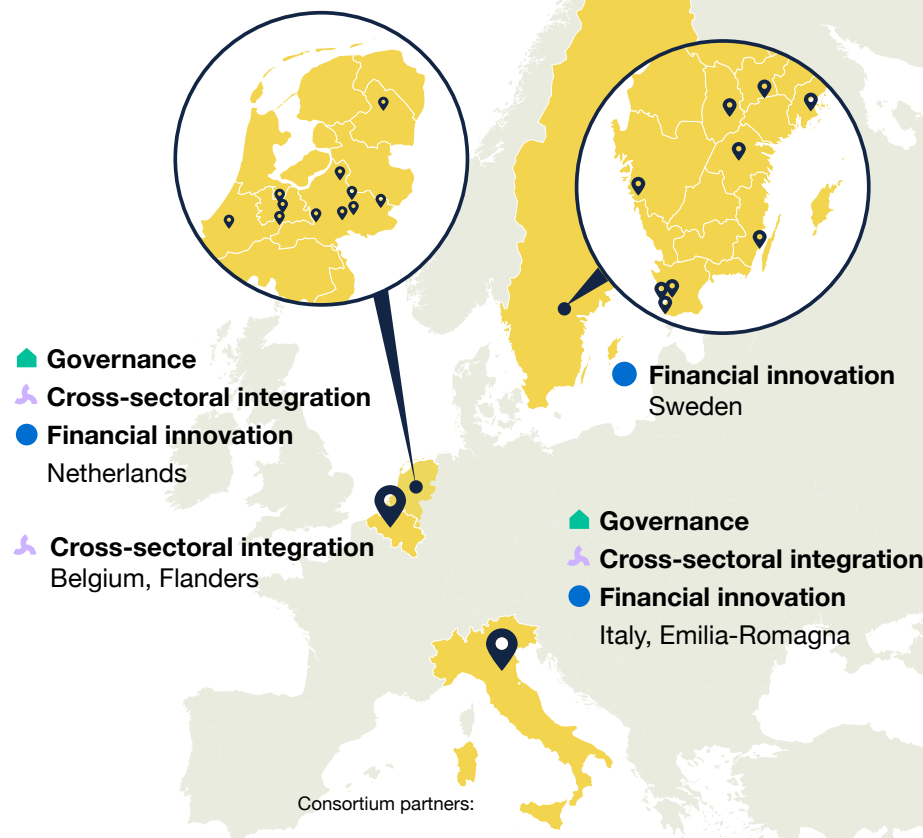 Governance
Cross-sectoral integration
Financial innovation
Netherlands
Financial innovation
Sweden
Cross-sectoral integration
Belgium, Flanders
Governance
Cross-sectoral integration
Financial innovation
Italy, Emilia-Romagna
Consortium partners: